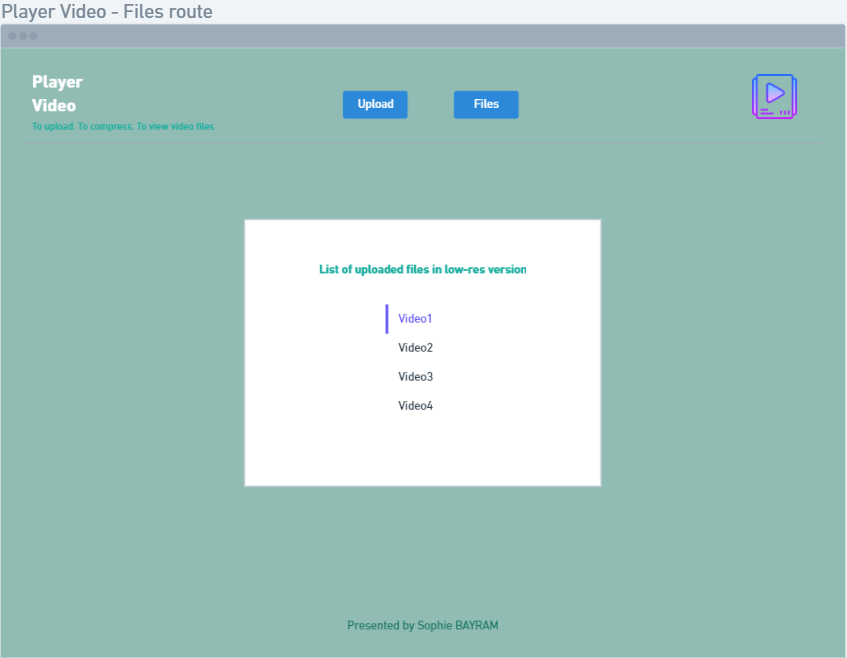 Player Video - Files route
Player
Video
To upload. To compress. To view video files
Upload
Files
List of uploaded files in low-res version
Video1
Video2
Video3
Video4
Presented by Sophie BAYRAM